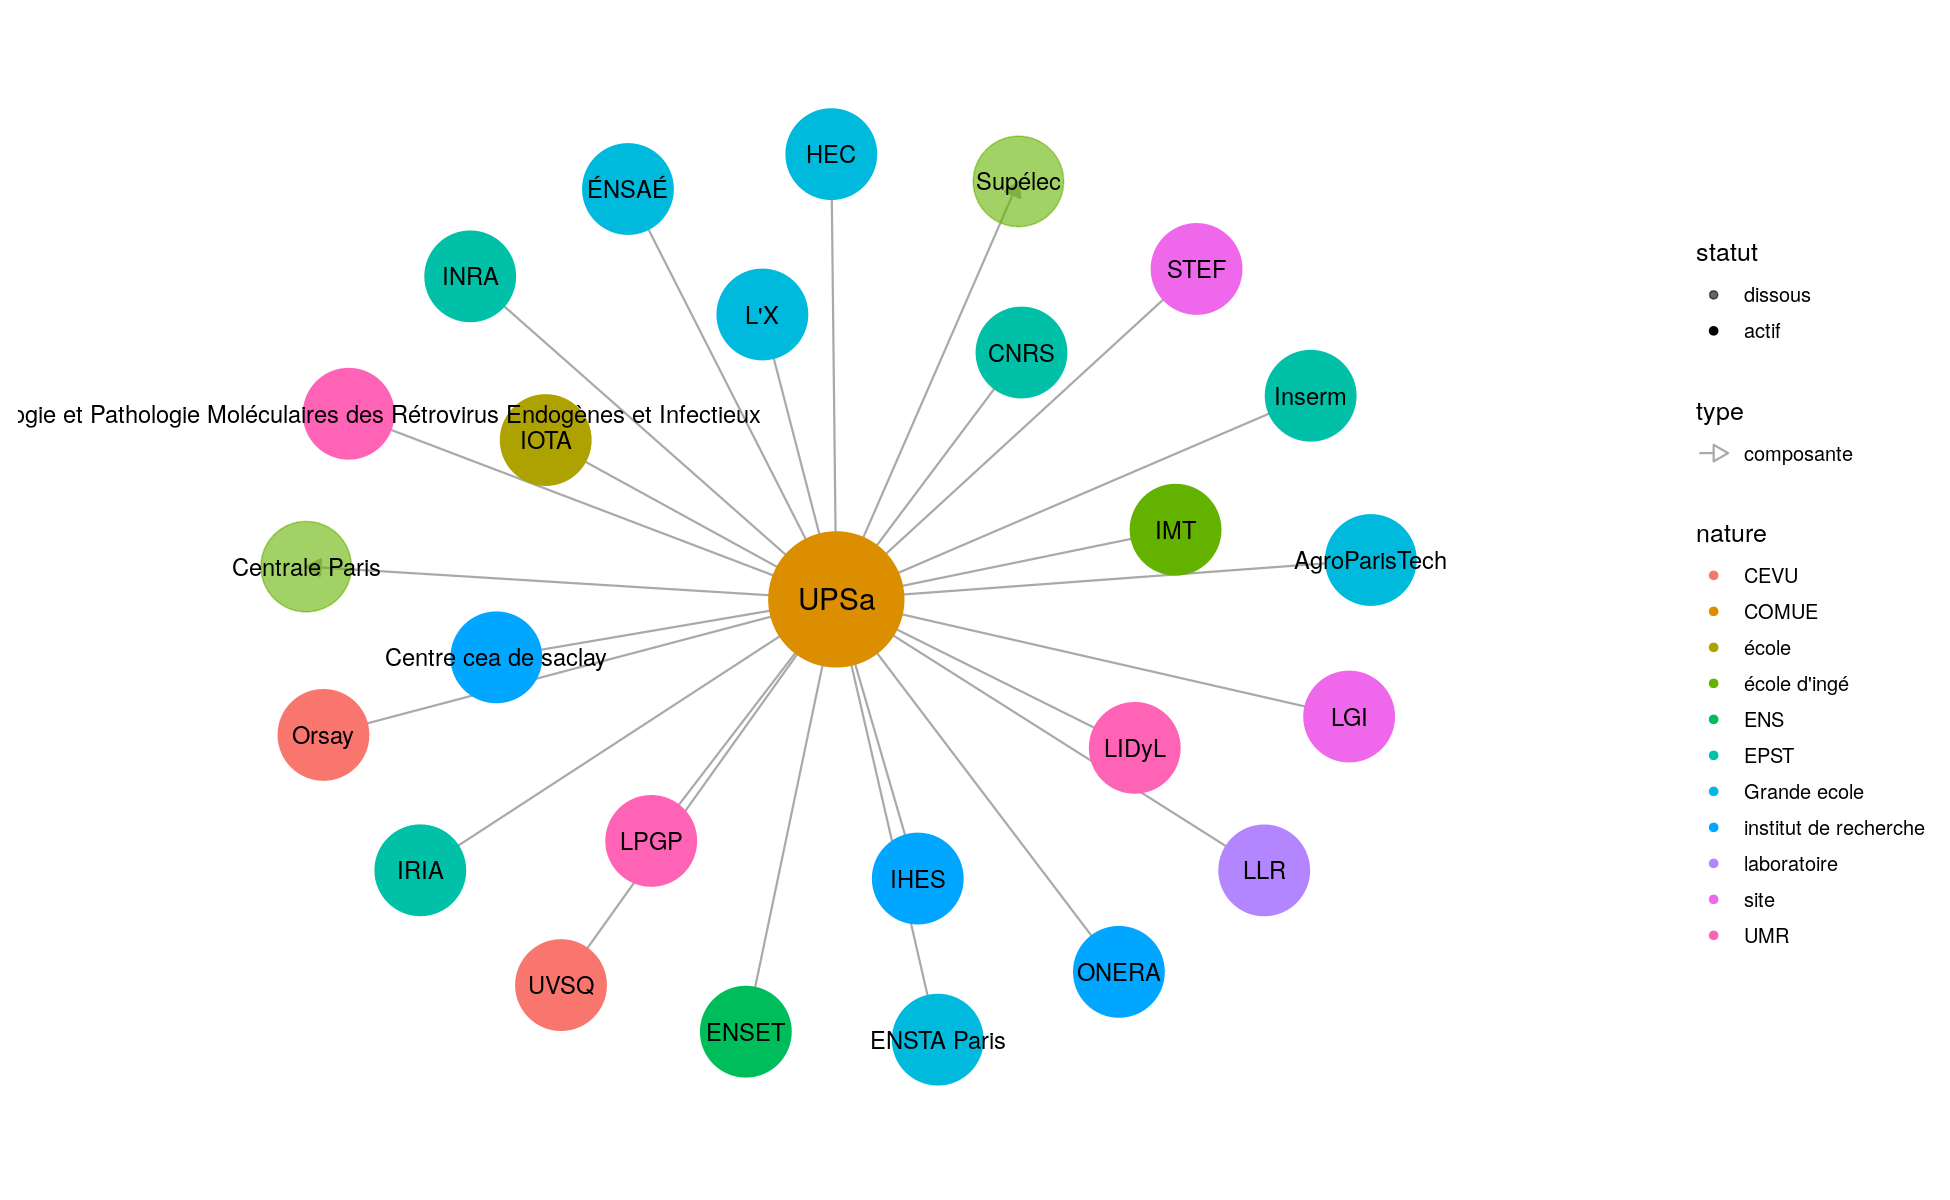 HEC
Supélec
ÉNSAÉ
STEF
INRA
L'X
CNRS
Inserm
et Pathologie Moléculaires des Rétrovirus Endogènes et Infectieux
IOTA
IMT
AgroParisTech
Centrale Paris
UPSa
Centre cea de saclay
LGI
Orsay
LIDyL
LPGP
IRIA
IHES
LLR
ONERA
UVSQ
ENSET
ENSTA Paris
statut
dissous
actif
type
composante
nature
CEVU
COMUE
école
école d'ingé
ENS
EPST
Grande ecole
institut de recherche
laboratoire
site
UMR